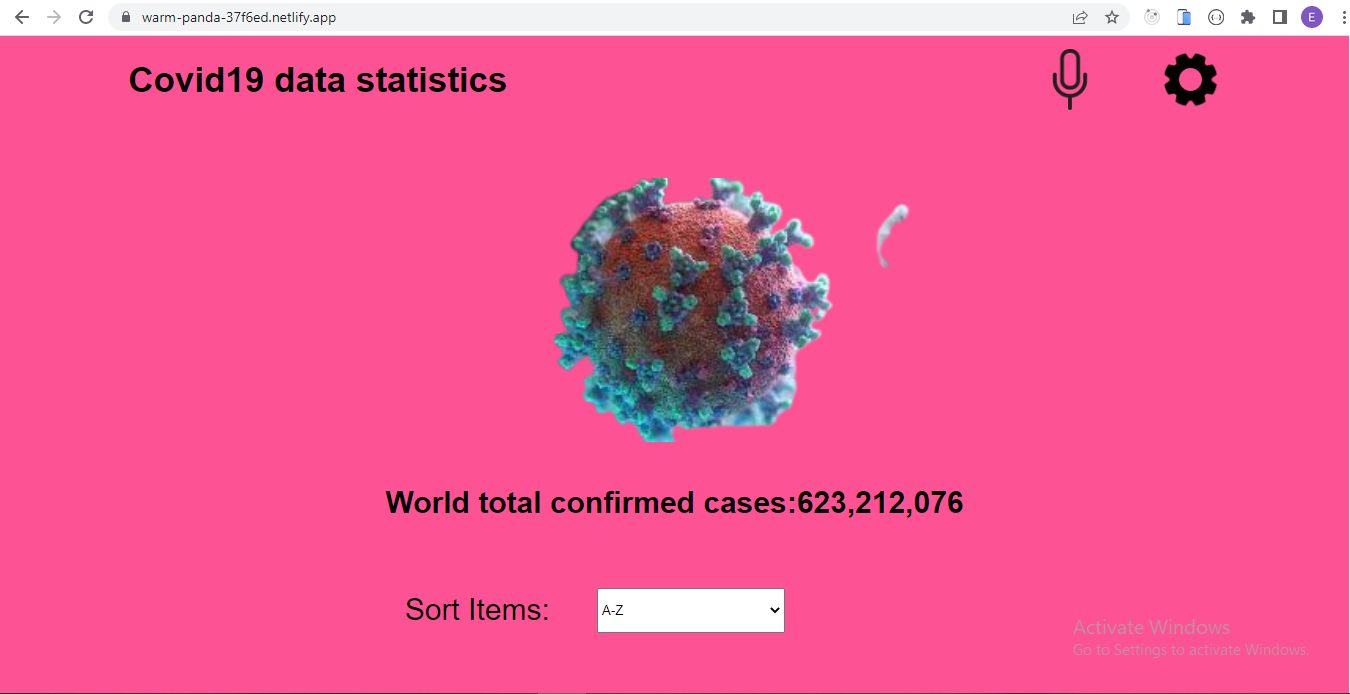 warm-panda-37f6ed.netlify.app
E
Covid19 data statistics
World total confirmed cases:623,212,076
Sort Items:
A-Z
Activate Windows
Go to Settings to activate Windows.